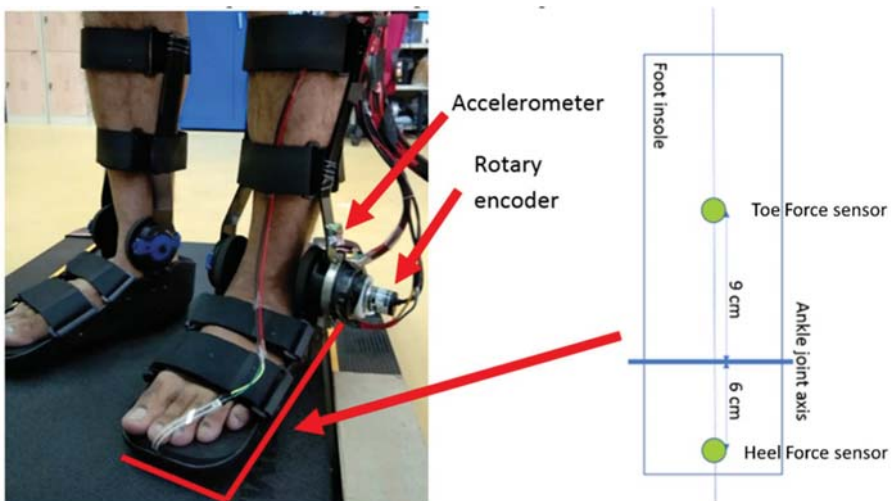 Accelerometer
Rotary
encoder
Foot insole
Toe Force sensor
9 cm
Ankle joint axis
6 cm
Heel Force sensor